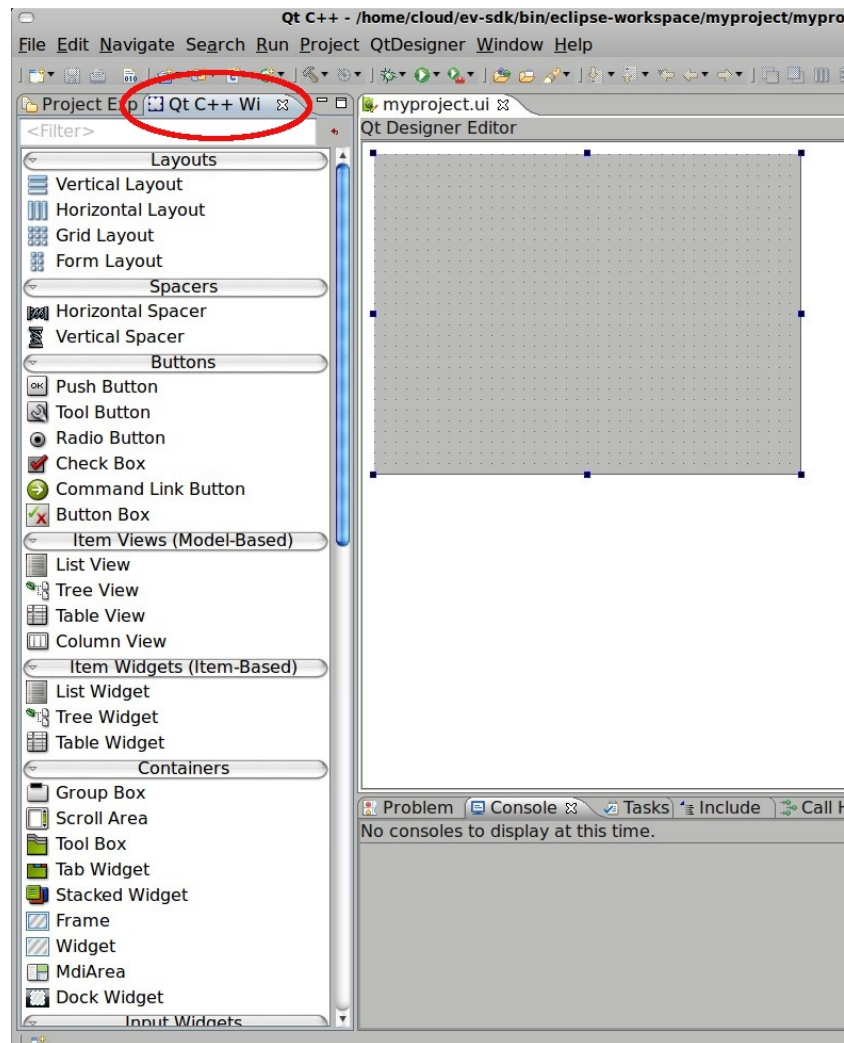 Qt C++ - /home/cloud/ev-sdk/bin/eclipse-workspace/myproject/mypro
File Edit Navigate Search Run Project QtDesigner Window Help
Project Exp Qt C++ Wi myproject.ui
<Filter> Qt Designer Editor
Layouts
Vertical Layout
Horizontal Layout
Grid Layout
Form Layout
Spacers
Horizontal Spacer
Vertical Spacer
Buttons
OK Push Button
Tool Button
Radio Button
Check Box
Command Link Button
Button Box
Item Views (Model-Based)
List View
Tree View
Table View
Column View
Item Widgets (Item-Based)
List Widget
Tree Widget
Table Widget
Containers
Group Box
Scroll Area
Tool Box
Tab Widget
Stacked Widget
Frame
Widget
MdiArea
Dock Widget
Input Widgets
Problem Console Tasks Include Call H
No consoles to display at this time.